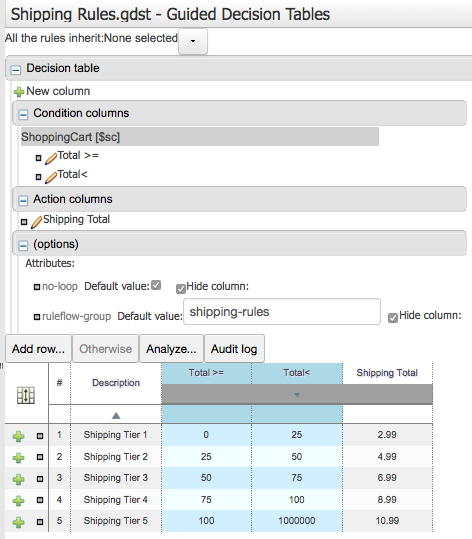 Shipping Rules.gdst - Guided Decision Tables
All the rules inherit:None selected
Decision table
New column
Condition columns
ShoppingCart [$sc]
Total >=
Total<
Action columns
Shipping Total
(options)
Attributes:
no-loop Default value: Hide column:
ruleflow-group Default value: shipping-rules Hide column:
Add row... Otherwise Analyze... Audit log
# Description Total >= Total< Shipping Total
1 Shipping Tier 1 0 25 2.99
2 Shipping Tier 2 25 50 4.99
3 Shipping Tier 3 50 75 6.99
4 Shipping Tier 4 75 100 8.99
5 Shipping Tier 5 100 1000000 10.99